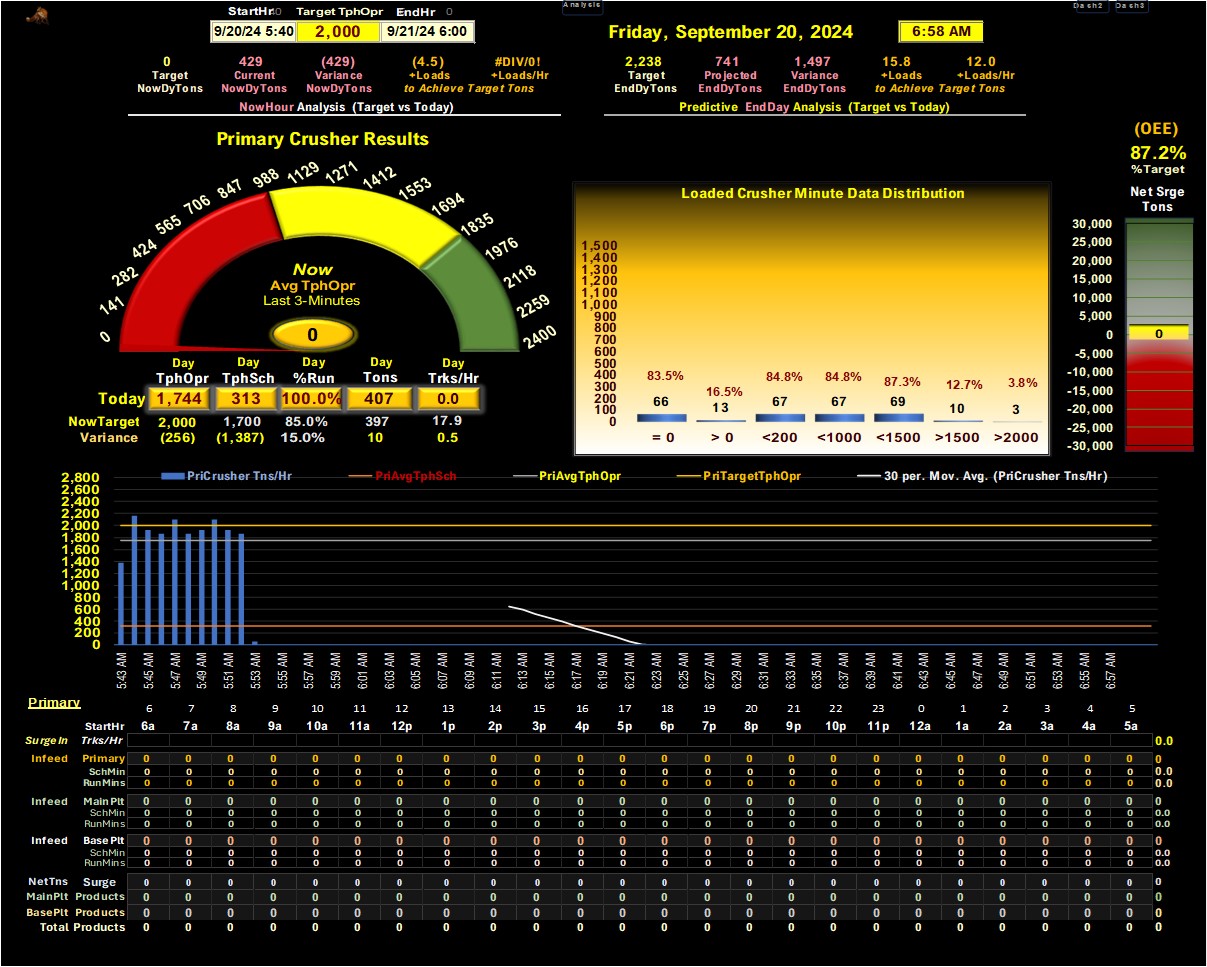 Analysis
Dash2 Dash3
StartHr 0 Target TphOpr EndHr 0
9/20/24 5:40 2,000 9/21/24 6:00
Friday, September 20, 2024 6:58 AM
0 429 (429) (4.5) #DIV/0!
Target Current Variance +Loads +Loads/Hr
NowDyTons NowDyTons NowDyTons to Achieve Target Tons
NowHour Analysis (Target vs Today)
2,238 741 1,497 15.8 12.0
Target Projected Variance +Loads +Loads/Hr
EndDyTons EndDyTons EndDyTons to Achieve Target Tons
Predictive EndDay Analysis (Target vs Today)
Primary Crusher Results
0 141 282 424 565 706 847 988 1129 1271 1412 1553 1694 1835 1976 2118 2259 2400
Now
Avg TphOpr
Last 3-Minutes
0
Day Day Day Day Day
TphOpr TphSch %Run Tons Trks/Hr
Today 1,744 313 100.0% 407 0.0
NowTarget 2,000 1,700 85.0% 397 17.9
Variance (256) (1,387) 15.0% 10 0.5
Loaded Crusher Minute Data Distribution
1,500
1,400
1,300
1,200
1,100
1,000
900
800
700
600
500
400
300
200
100
0
83.5% 16.5% 84.8% 84.8% 87.3% 12.7% 3.8%
66 13 67 67 69 10 3
= 0 > 0 <200 <1000 <1500 >1500 >2000
(OEE)
87.2%
%Target
Net Srge
Tons
30,000
25,000
20,000
15,000
10,000
5,000
0
-5,000
-10,000
-15,000
-20,000
-25,000
-30,000
0
PriCrusher Tns/Hr PriAvgTphSch PriAvgTphOpr PriTargetTphOpr 30 per. Mov. Avg. (PriCrusher Tns/Hr)
2,800
2,600
2,400
2,200
2,000
1,800
1,600
1,400
1,200
1,000
800
600
400
200
0
5:43 AM 5:45 AM 5:47 AM 5:49 AM 5:51 AM 5:53 AM 5:55 AM 5:57 AM 5:59 AM 6:01 AM 6:03 AM 6:05 AM 6:07 AM 6:09 AM 6:11 AM 6:13 AM 6:15 AM 6:17 AM 6:19 AM 6:21 AM 6:23 AM 6:25 AM 6:27 AM 6:29 AM 6:31 AM 6:33 AM 6:35 AM 6:37 AM 6:39 AM 6:41 AM 6:43 AM 6:45 AM 6:47 AM 6:49 AM 6:51 AM 6:53 AM 6:55 AM 6:57 AM
Primary 6 7 8 9 10 11 12 13 14 15 16 17 18 19 20 21 22 23 0 1 2 3 4 5
StartHr 6a 7a 8a 9a 10a 11a 12p 1p 2p 3p 4p 5p 6p 7p 8p 9p 10p 11p 12a 1a 2a 3a 4a 5a
SurgeIn Trks/Hr 0.0
Infeed Primary 0 0 0 0 0 0 0 0 0 0 0 0 0 0 0 0 0 0 0 0 0 0 0 0 0
SchMin 0 0 0 0 0 0 0 0 0 0 0 0 0 0 0 0 0 0 0 0 0 0 0 0 0.0
RunMins 0 0 0 0 0 0 0 0 0 0 0 0 0 0 0 0 0 0 0 0 0 0 0 0 0.0
Infeed MainPlt 0 0 0 0 0 0 0 0 0 0 0 0 0 0 0 0 0 0 0 0 0 0 0 0 0
SchMin 0 0 0 0 0 0 0 0 0 0 0 0 0 0 0 0 0 0 0 0 0 0 0 0 0.0
RunMins 0 0 0 0 0 0 0 0 0 0 0 0 0 0 0 0 0 0 0 0 0 0 0 0 0.0
Infeed BasePlt 0 0 0 0 0 0 0 0 0 0 0 0 0 0 0 0 0 0 0 0 0 0 0 0 0
SchMin 0 0 0 0 0 0 0 0 0 0 0 0 0 0 0 0 0 0 0 0 0 0 0 0 0.0
RunMins 0 0 0 0 0 0 0 0 0 0 0 0 0 0 0 0 0 0 0 0 0 0 0 0 0.0
NetTns Surge 0 0 0 0 0 0 0 0 0 0 0 0 0 0 0 0 0 0 0 0 0 0 0 0 0
MainPlt Products 0 0 0 0 0 0 0 0 0 0 0 0 0 0 0 0 0 0 0 0 0 0 0 0 0
BasePlt Products 0 0 0 0 0 0 0 0 0 0 0 0 0 0 0 0 0 0 0 0 0 0 0 0 0
Total Products 0 0 0 0 0 0 0 0 0 0 0 0 0 0 0 0 0 0 0 0 0 0 0 0 0